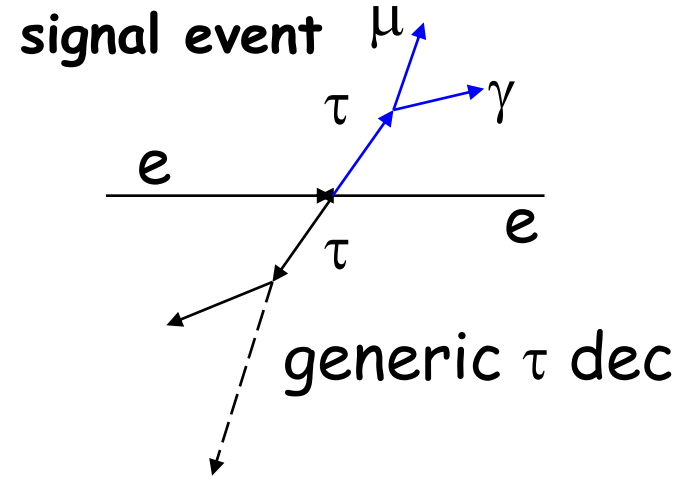 signal event
μ
τ
γ
e
e
τ
generic τ dec